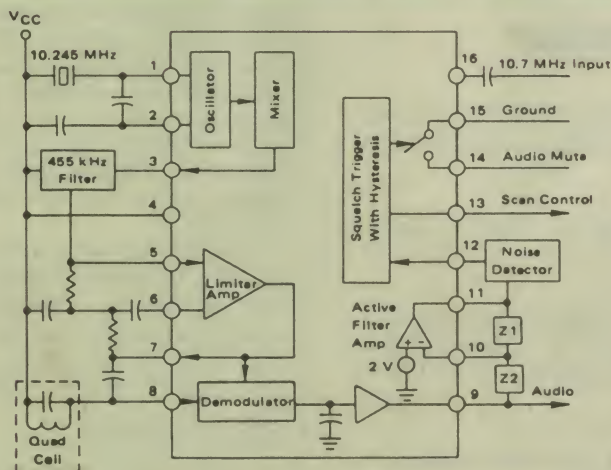 VCC
10.245 MHz
1
2
3
4
5
6
7
8
16
15
14
13
12
11
10
9
Oscillator
Mixer
455 kHz
Filter
Limiter
Amp
Demodulator
Quad
Coil
Squelch Trigger
With Hysteresis
10.7 MHz Input
Ground
Audio Mute
Scan Control
Noise
Detector
Active
Filter
Amp
+
−
2 V
Z1
Z2
Audio